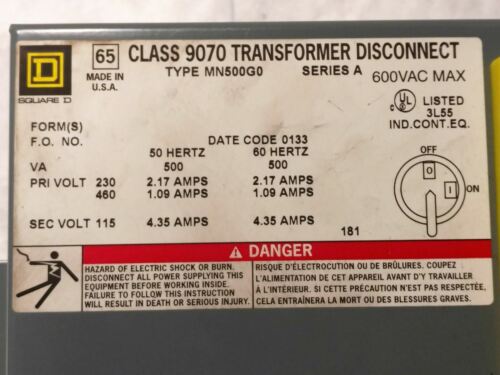 65 CLASS 9070 TRANSFORMER DISCONNECT
D
SQUARE D
MADE IN
U.S.A.
TYPE MN500G0 SERIES A 600VAC MAX
UL LISTED
3L55
IND.CONT.EQ.
FORM(S)
F.O. NO. DATE CODE 0133
50 HERTZ 60 HERTZ
VA 500 500
PRI VOLT 230 2.17 AMPS 2.17 AMPS
460 1.09 AMPS 1.09 AMPS
SEC VOLT 115 4.35 AMPS 4.35 AMPS
OFF
O
I
ON
181
DANGER
HAZARD OF ELECTRIC SHOCK OR BURN.
DISCONNECT ALL POWER SUPPLYING THIS
EQUIPMENT BEFORE WORKING INSIDE.
FAILURE TO FOLLOW THIS INSTRUCTION
WILL RESULT IN DEATH OR SERIOUS INJURY.
RISQUE D'ÉLECTROCUTION OU DE BRÛLURES. COUPEZ
L'ALIMENTATION DE CET APPAREIL AVANT D'Y TRAVAILLER
À L'INTÉRIEUR. SI CETTE PRÉCAUTION N'EST PAS RESPECTÉE,
CELA ENTRAÎNERA LA MORT OU DES BLESSURES GRAVES.